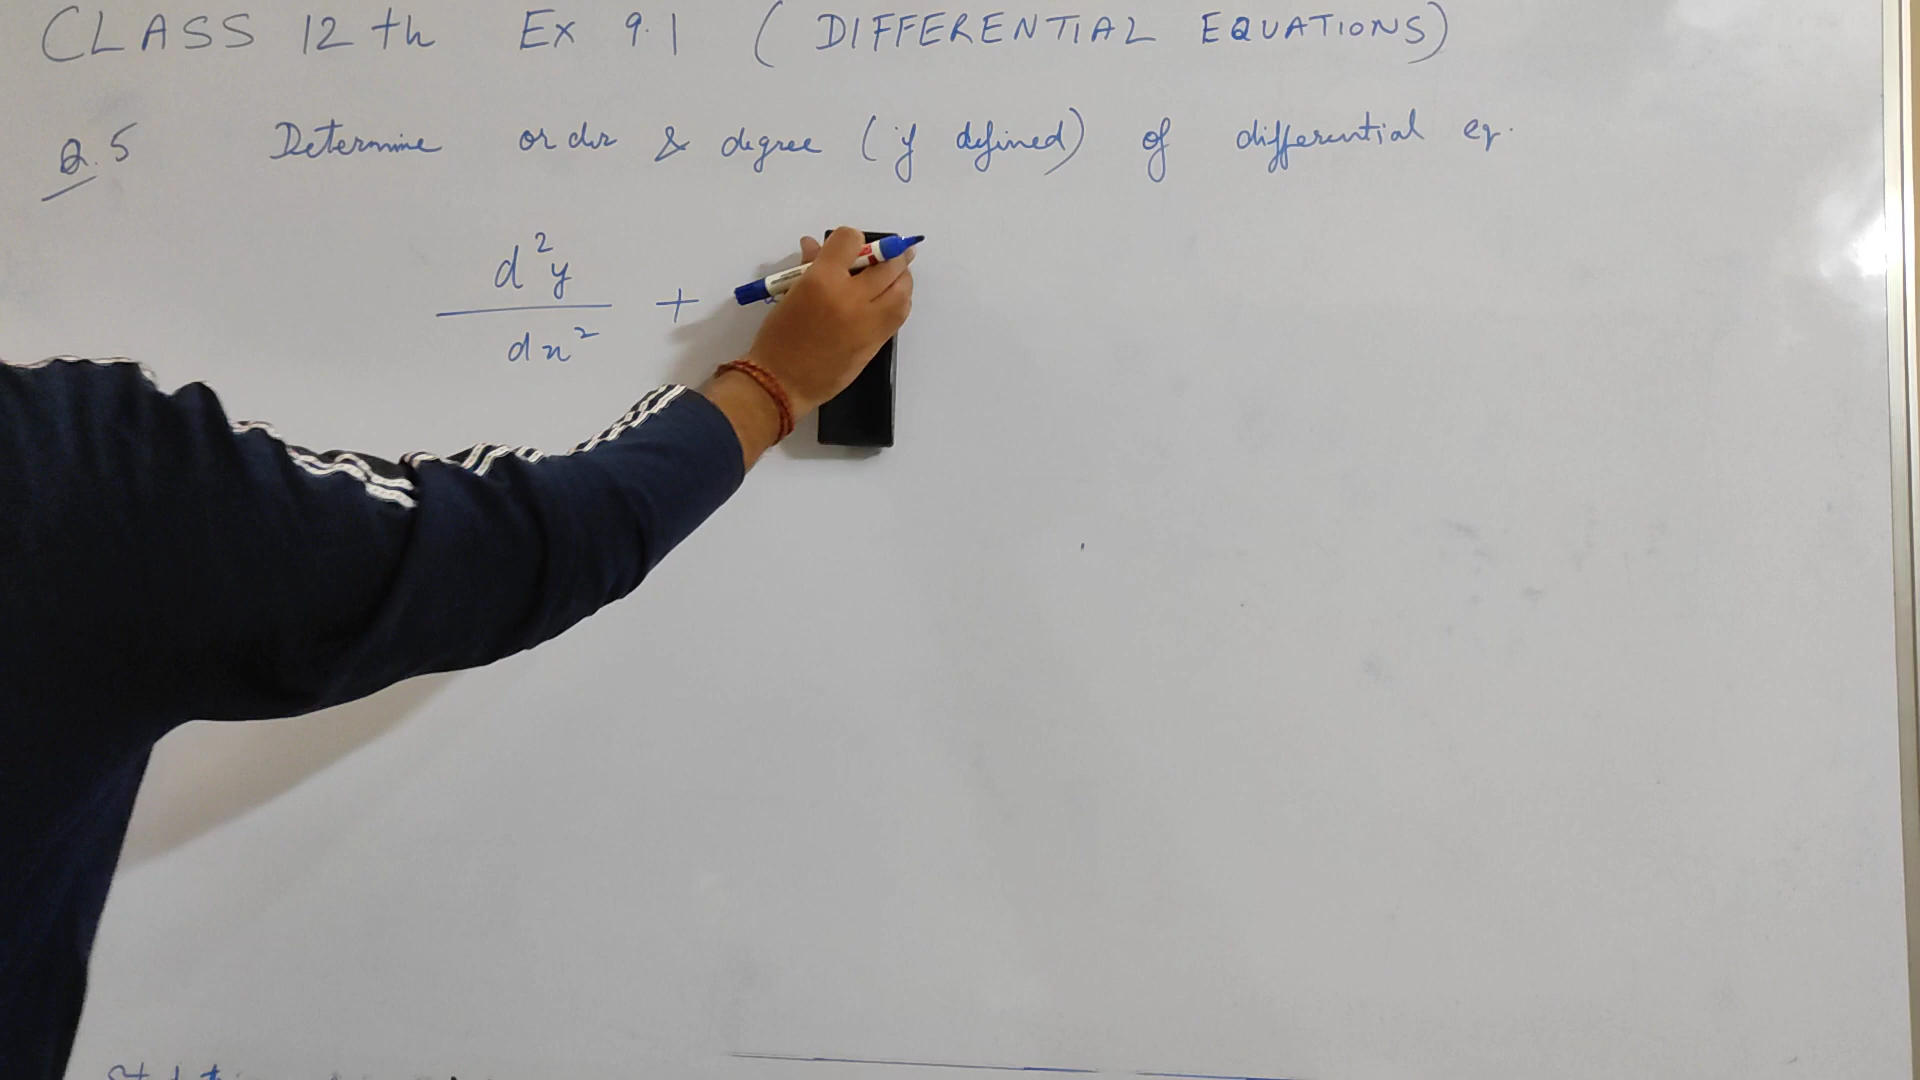 CLASS 12th Ex 9.1 (DIFFERENTIAL EQUATIONS)
Q.5 Determine order & degree (if defined) of differential eq.
d²y
dx² +